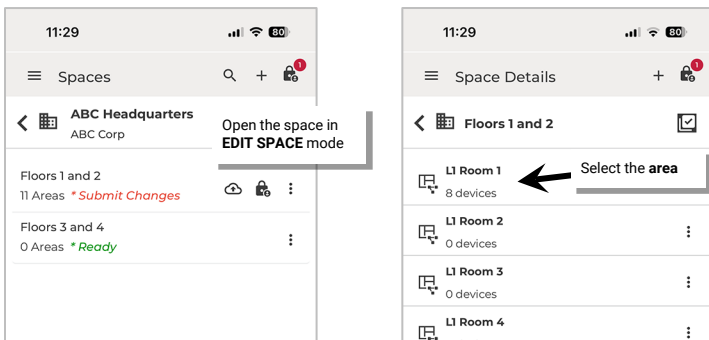 11:29
80
Spaces
1
ABC Headquarters
ABC Corp
Open the space in
EDIT SPACE mode
Floors 1 and 2
11 Areas * Submit Changes
Floors 3 and 4
0 Areas * Ready
11:29
80
Space Details
1
Floors 1 and 2
L1 Room 1
8 devices
Select the area
L1 Room 2
0 devices
L1 Room 3
0 devices
L1 Room 4